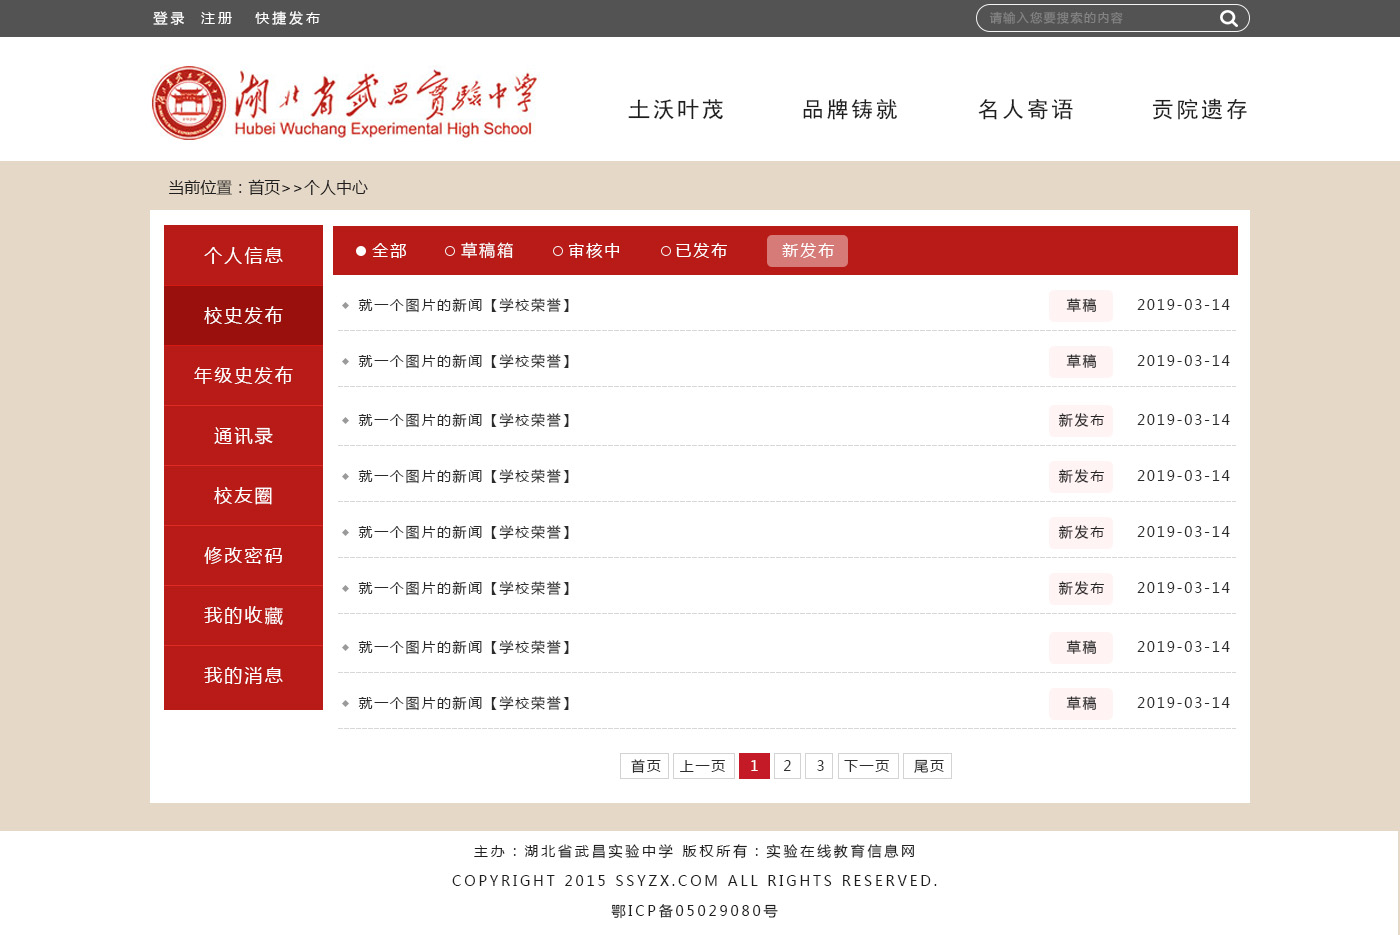 登录 注册 快捷发布 请输入您要搜索的内容
湖北省武昌实验中学
Hubei Wuchang Experimental High School
土沃叶茂 品牌铸就 名人寄语 贡院遗存
当前位置：首页>>个人中心
个人信息
校史发布
年级史发布
通讯录
校友圈
修改密码
我的收藏
我的消息
全部 草稿箱 审核中 已发布 新发布
就一个图片的新闻【学校荣誉】 草稿 2019-03-14
就一个图片的新闻【学校荣誉】 草稿 2019-03-14
就一个图片的新闻【学校荣誉】 新发布 2019-03-14
就一个图片的新闻【学校荣誉】 新发布 2019-03-14
就一个图片的新闻【学校荣誉】 新发布 2019-03-14
就一个图片的新闻【学校荣誉】 新发布 2019-03-14
就一个图片的新闻【学校荣誉】 草稿 2019-03-14
就一个图片的新闻【学校荣誉】 草稿 2019-03-14
首页 上一页 1 2 3 下一页 尾页
主办：湖北省武昌实验中学 版权所有：实验在线教育信息网
COPYRIGHT 2015 SSYZX.COM ALL RIGHTS RESERVED.
鄂ICP备05029080号